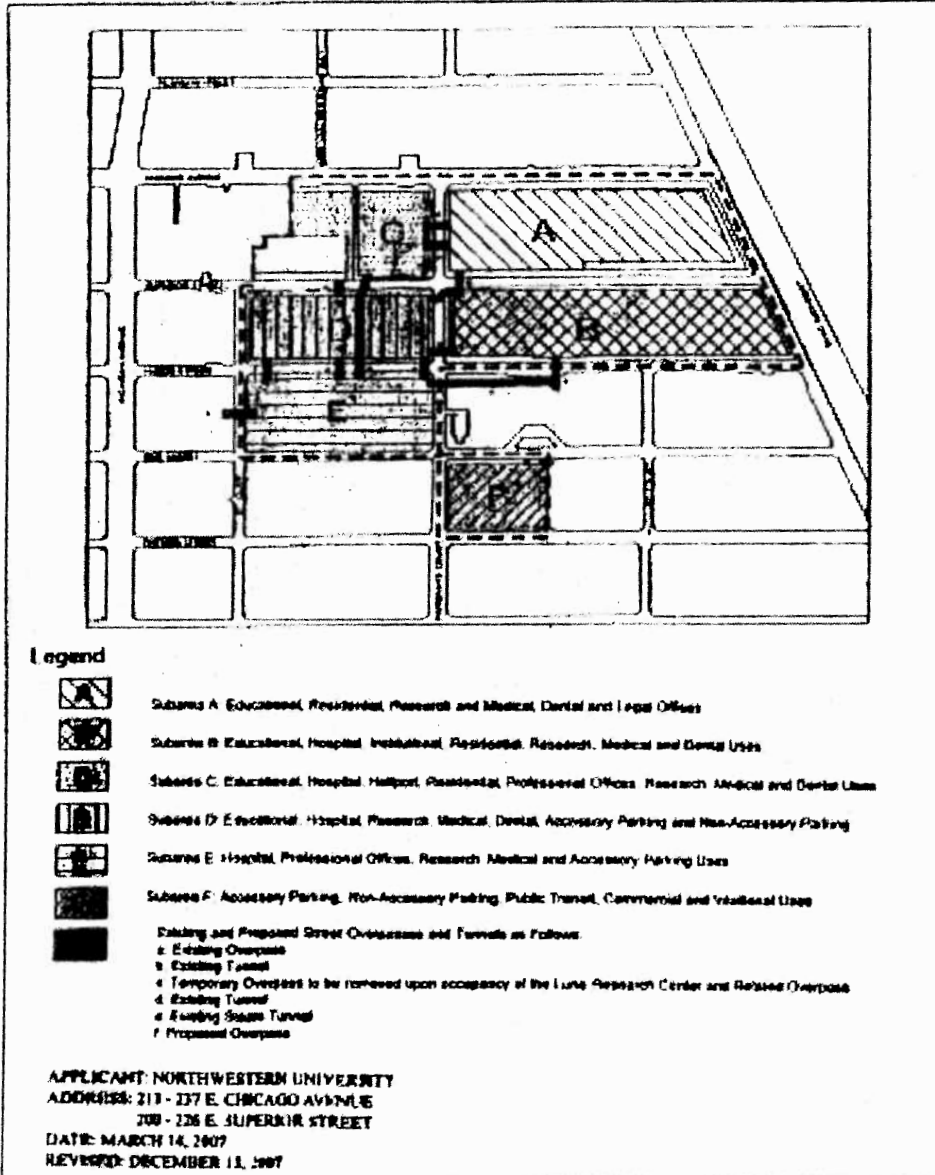 A
B
C
E
F
Legend
A
Subarea A: Educational, Residential, Research and Medical, Dental and Legal Offices
Subarea B: Educational, Hospital, Institutional, Residential, Research, Medical and Dental Uses
Subarea C: Educational, Hospital, Heliport, Residential, Professional Offices, Research, Medical and Dental Uses
Subarea D: Educational, Hospital, Research, Medical, Dental, Accessory Parking and Non-Accessory Parking
Subarea E: Hospital, Professional Offices, Research, Medical and Accessory Parking Uses
Subarea F: Accessory Parking, Non-Accessory Parking, Public Transit, Commercial and Uses
Existing and Proposed Street Overpasses and Tunnels as Follows:
a. Existing Overpass
b. Existing Tunnel
c. Temporary Overpass to be removed upon occupancy of the Lurie Research Center and Related Overpass
d. Existing Tunnel
e. Existing Steam Tunnel
f. Proposed Overpass
APPLICANT: NORTHWESTERN UNIVERSITY
ADDRESS: 211 - 237 E. CHICAGO AVENUE
200 - 226 E. SUPERIOR STREET
DATE: MARCH 14, 2007
REVISED: DECEMBER 13, 2007